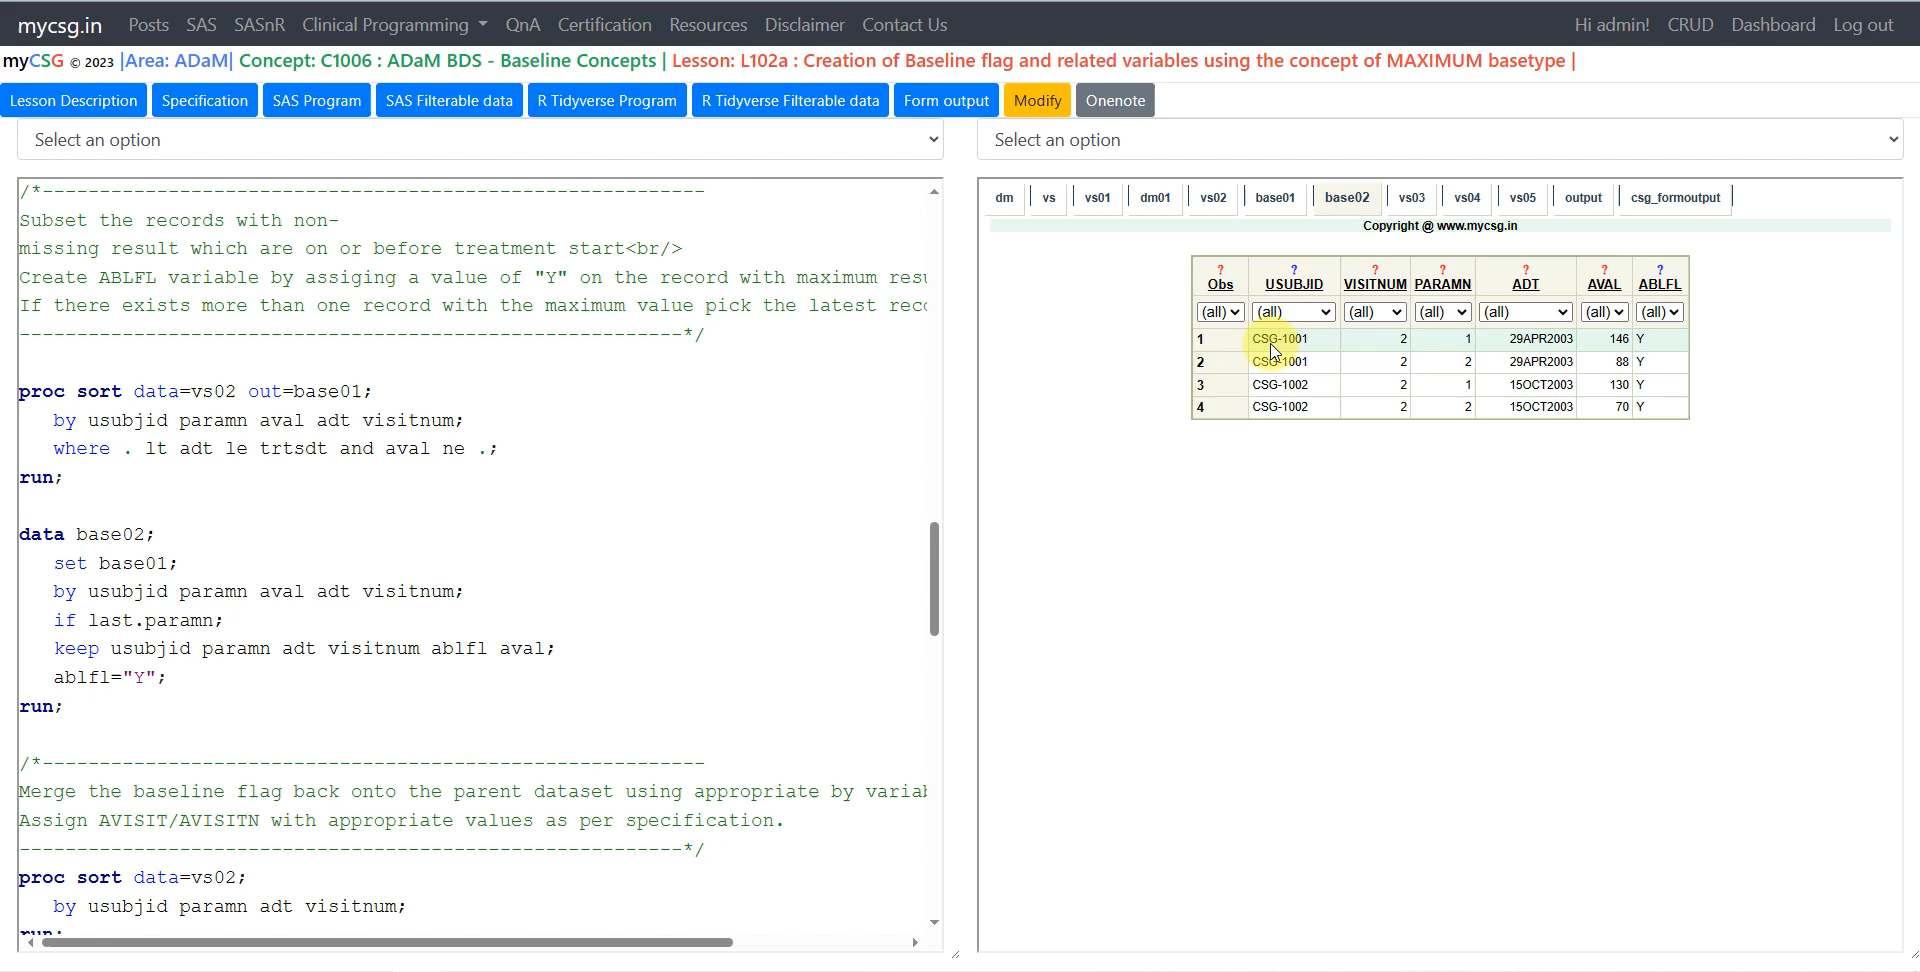 mycsg.in Posts SAS SASnR Clinical Programming QnA Certification Resources Disclaimer Contact Us Hi admin! CRUD Dashboard Log out
myCSG © 2023 |Area: ADaM| Concept: C1006 : ADaM BDS - Baseline Concepts | Lesson: L102a : Creation of Baseline flag and related variables using the concept of MAXIMUM basetype |
Lesson Description Specification SAS Program SAS Filterable data R Tidyverse Program R Tidyverse Filterable data Form output Modify Onenote
Select an option
/*----------------------------------------------------------
Subset the records with non-
missing result which are on or before treatment start<br/>
Create ABLFL variable by assiging a value of "Y" on the record with maximum resu
If there exists more than one record with the maximum value pick the latest reco
----------------------------------------------------------*/
proc sort data=vs02 out=base01;
by usubjid paramn aval adt visitnum;
where . lt adt le trtsdt and aval ne .;
run;
data base02;
set base01;
by usubjid paramn aval adt visitnum;
if last.paramn;
keep usubjid paramn adt visitnum ablfl aval;
ablfl="Y";
run;
/*----------------------------------------------------------
Merge the baseline flag back onto the parent dataset using appropriate by variab
Assign AVISIT/AVISITN with appropriate values as per specification.
----------------------------------------------------------*/
proc sort data=vs02;
by usubjid paramn adt visitnum;
run;
Select an option
dm | vs | vs01 | dm01 | vs02 | base01 | base02 | vs03 | vs04 | vs05 | output | csg_formoutput |
Copyright @ www.mycsg.in
? ? ? ? ? ? ?
Obs USUBJID VISITNUM PARAMN ADT AVAL ABLFL
(all) (all) (all) (all) (all) (all) (all)
1 CSG-1001 2 1 29APR2003 146 Y
2 CSG-1001 2 2 29APR2003 88 Y
3 CSG-1002 2 1 15OCT2003 130 Y
4 CSG-1002 2 2 15OCT2003 70 Y